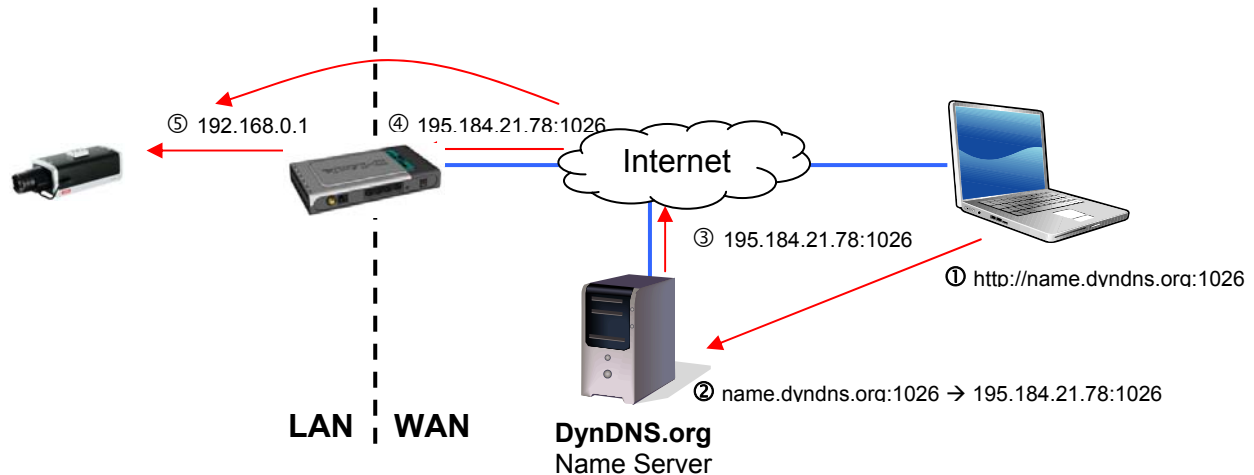 ⑤ 192.168.0.1
④ 195.184.21.78:1026
Internet
③ 195.184.21.78:1026
① http://name.dyndns.org:1026
② name.dyndns.org:1026 → 195.184.21.78:1026
LAN WAN
DynDNS.org
Name Server